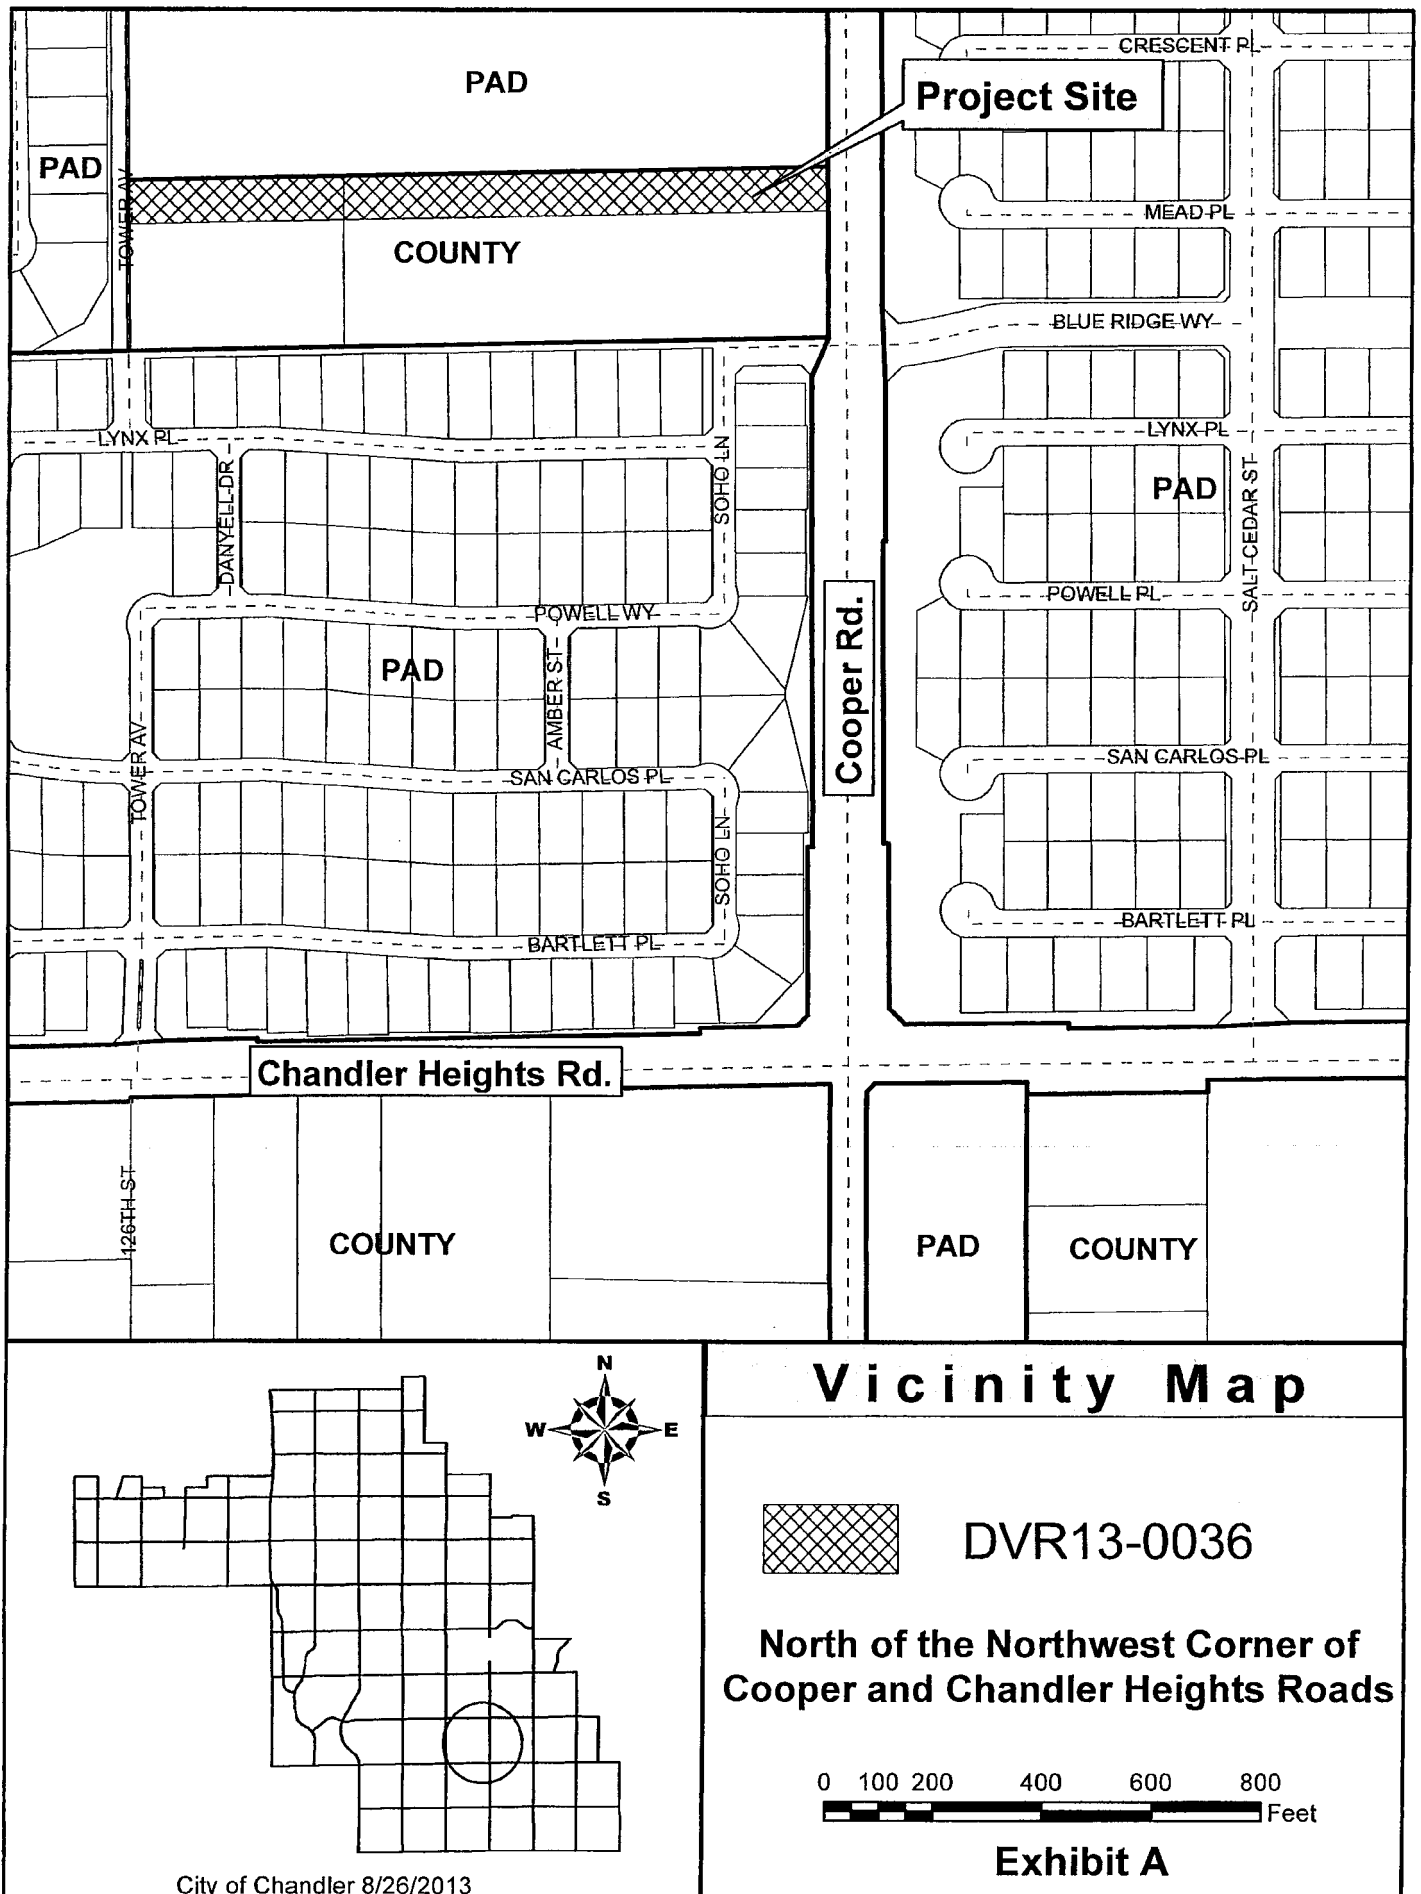 CRESCENT PL
PAD
Project Site
PAD
TOWER AV
MEAD PL
COUNTY
BLUE RIDGE WY
LYNX PL
LYNX PL
DANYELL DR
SOHO LN
PAD
SALT CEDAR ST
POWELL PL
POWELL WY
PAD
AMBER ST
Cooper Rd.
TOWER AV
SAN CARLOS PL
SAN CARLOS PL
SOHO LN
BARTLETT PL
BARTLETT PL
Chandler Heights Rd.
126TH ST
COUNTY
PAD
COUNTY
N
W
E
S
City of Chandler 8/26/2013
Vicinity Map
DVR13-0036
North of the Northwest Corner of
Cooper and Chandler Heights Roads
0 100 200 400 600 800
Feet
Exhibit A